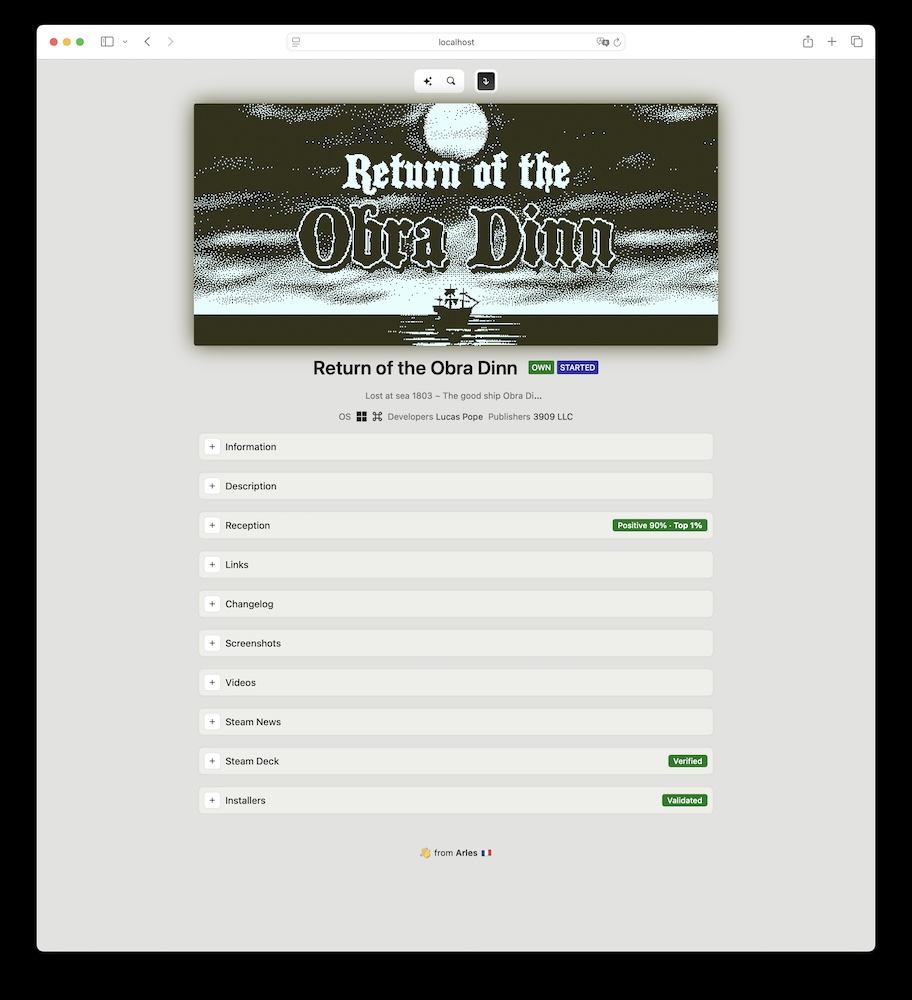 localhost
Return of the
Obra Dinn
Return of the Obra Dinn OWN STARTED
Lost at sea 1803 ~ The good ship Obra Di...
OS Developers Lucas Pope Publishers 3909 LLC
+ Information
+ Description
+ Reception Positive 90% · Top 1%
+ Links
+ Changelog
+ Screenshots
+ Videos
+ Steam News
+ Steam Deck Verified
+ Installers Validated
👋 from Arles 🇫🇷